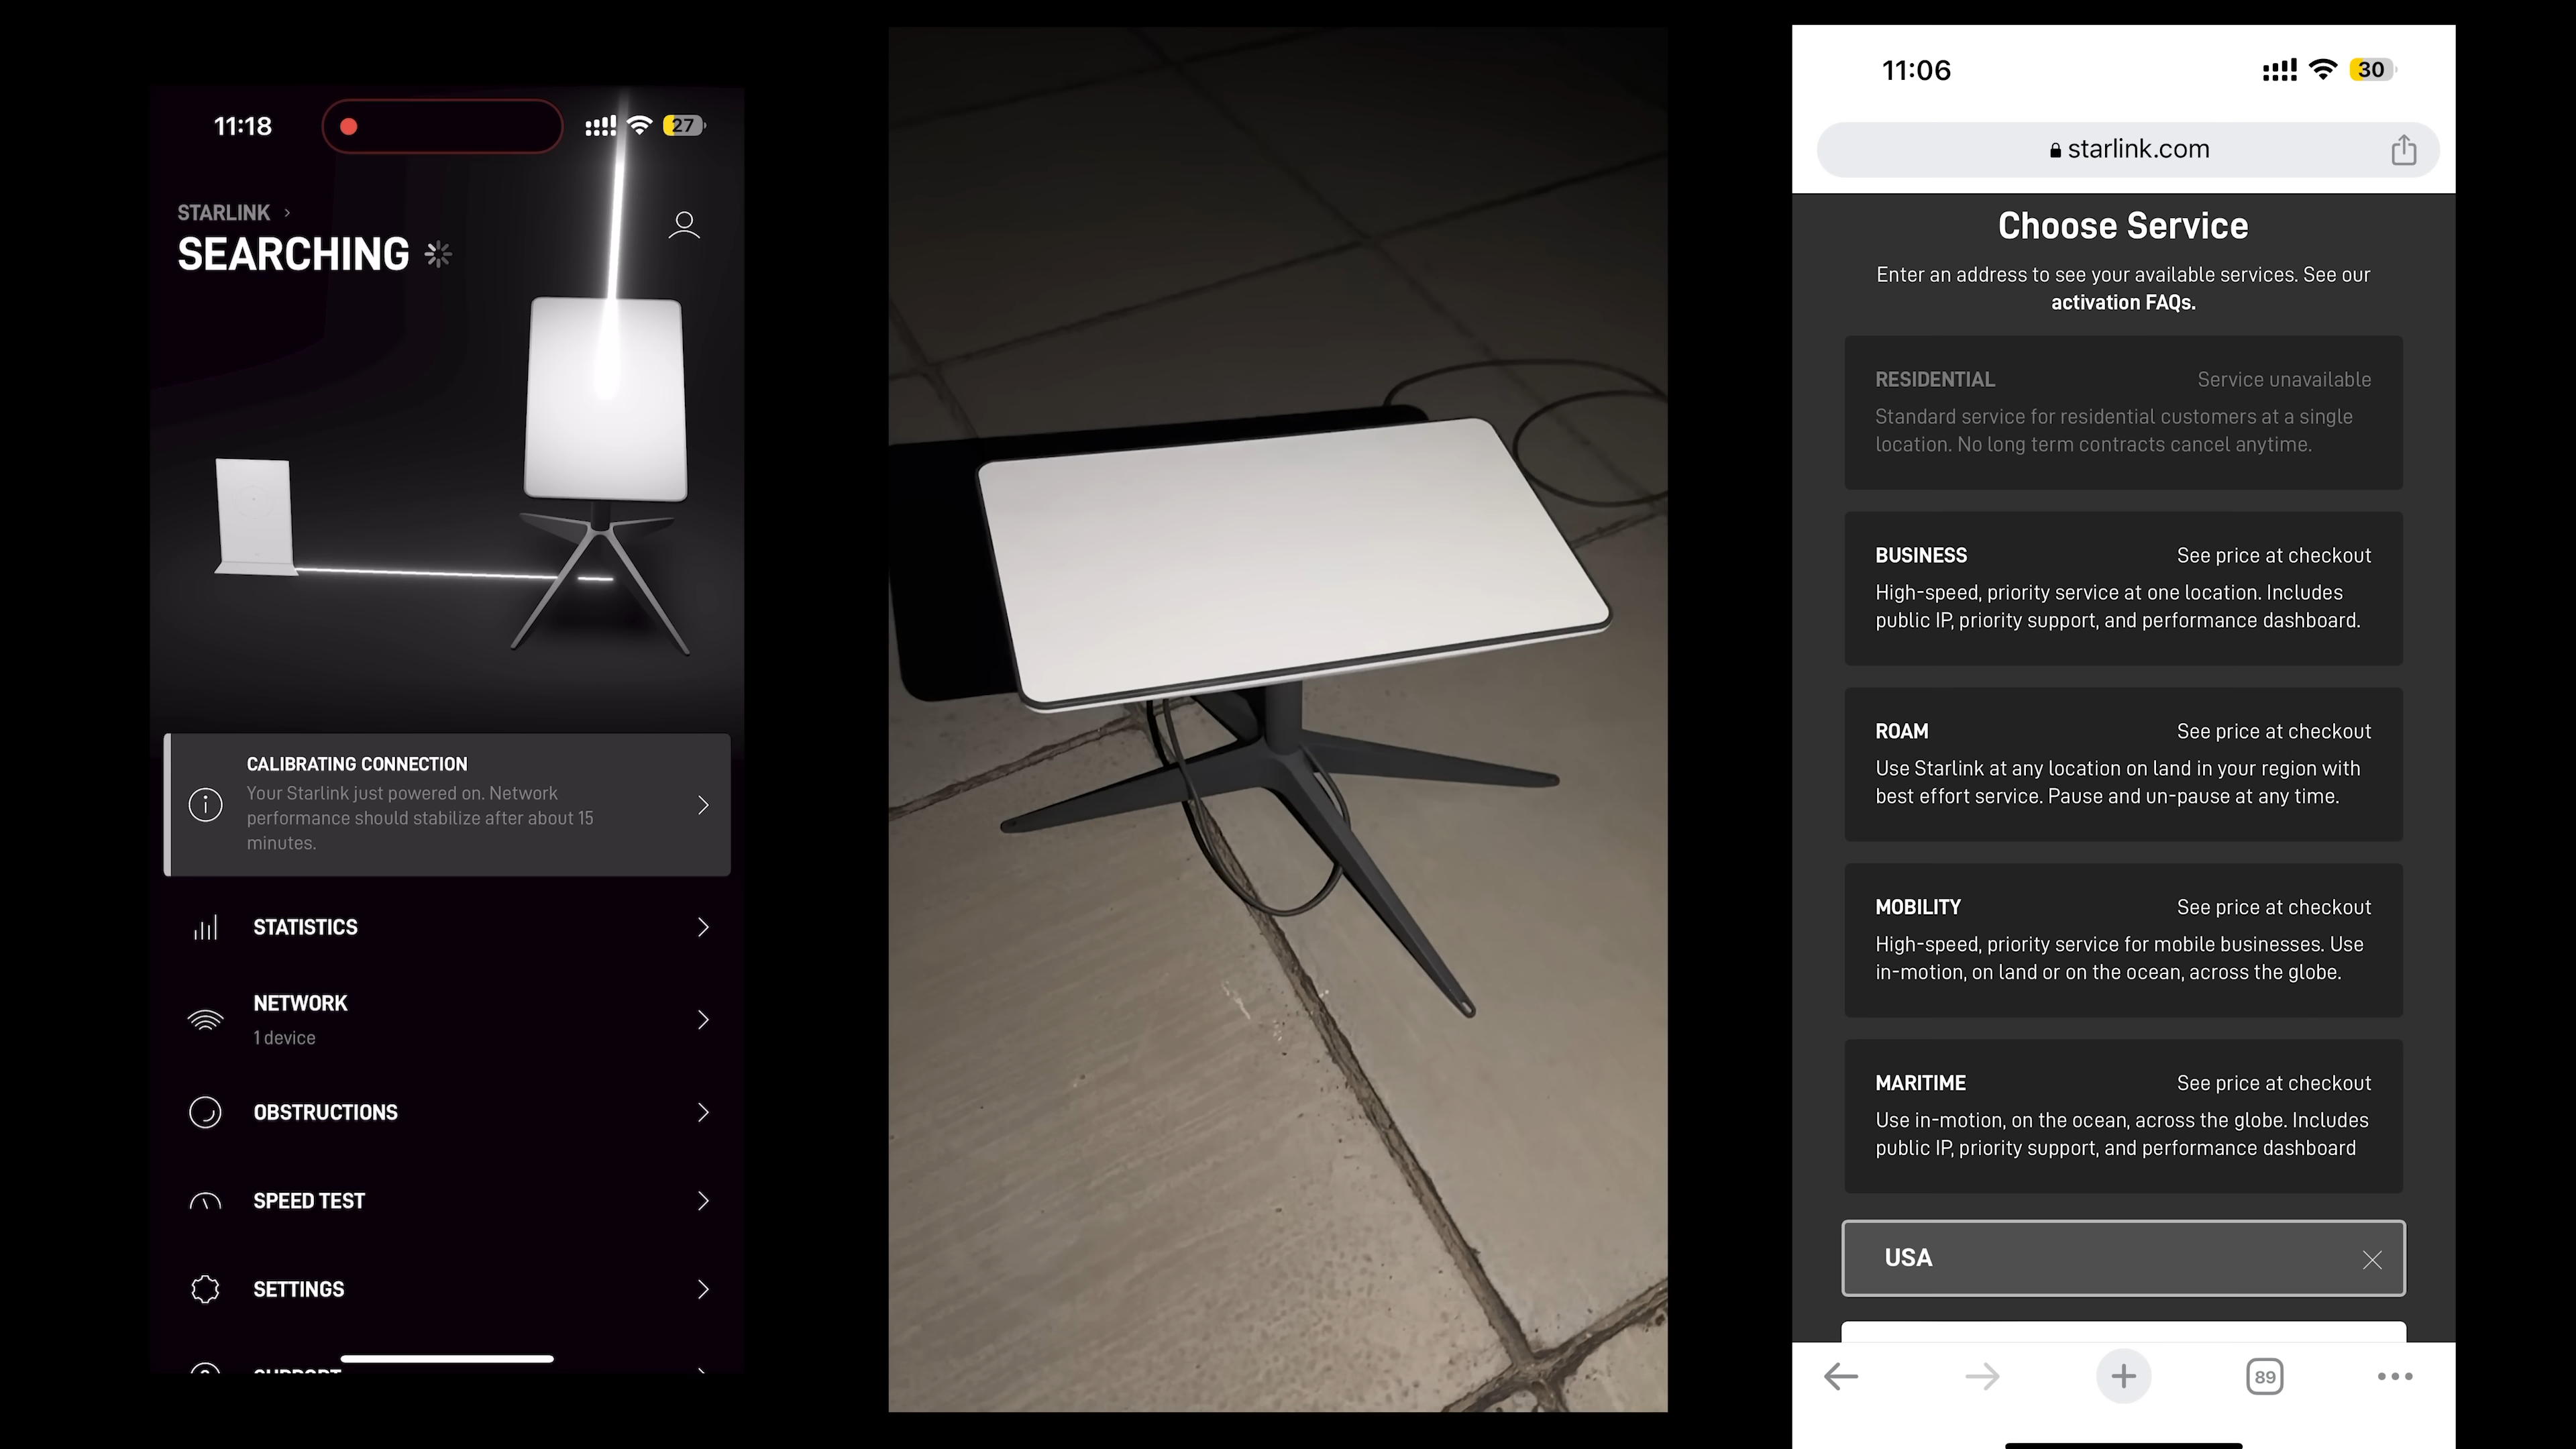 11:18
27
STARLINK
SEARCHING
CALIBRATING CONNECTION
Your Starlink just powered on. Network
performance should stabilize after about 15
minutes.
STATISTICS
NETWORK
1 device
OBSTRUCTIONS
SPEED TEST
SETTINGS
SUPPORT
11:06
30
starlink.com
Choose Service
Enter an address to see your available services. See our
activation FAQs.
RESIDENTIAL Service unavailable
Standard service for residential customers at a single
location. No long term contracts cancel anytime.
BUSINESS See price at checkout
High-speed, priority service at one location. Includes
public IP, priority support, and performance dashboard.
ROAM See price at checkout
Use Starlink at any location on land in your region with
best effort service. Pause and un-pause at any time.
MOBILITY See price at checkout
High-speed, priority service for mobile businesses. Use
in-motion, on land or on the ocean, across the globe.
MARITIME See price at checkout
Use in-motion, on the ocean, across the globe. Includes
public IP, priority support, and performance dashboard
USA
89